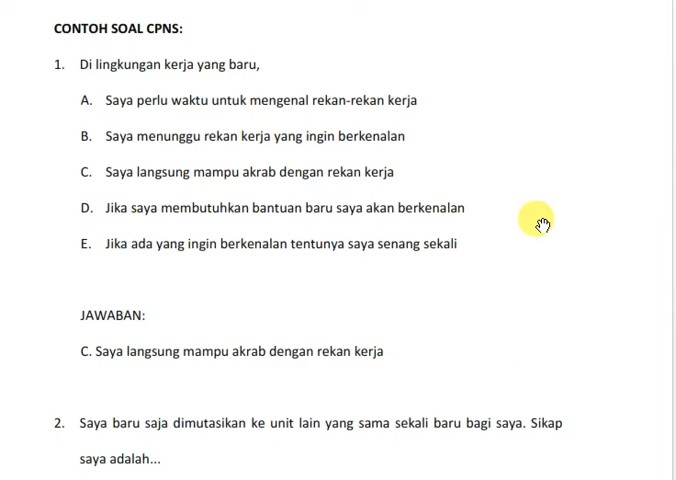 CONTOH SOAL CPNS:
1. Di lingkungan kerja yang baru,
A. Saya perlu waktu untuk mengenal rekan-rekan kerja
B. Saya menunggu rekan kerja yang ingin berkenalan
C. Saya langsung mampu akrab dengan rekan kerja
D. Jika saya membutuhkan bantuan baru saya akan berkenalan
E. Jika ada yang ingin berkenalan tentunya saya senang sekali
JAWABAN:
C. Saya langsung mampu akrab dengan rekan kerja
2. Saya baru saja dimutasikan ke unit lain yang sama sekali baru bagi saya. Sikap
saya adalah...